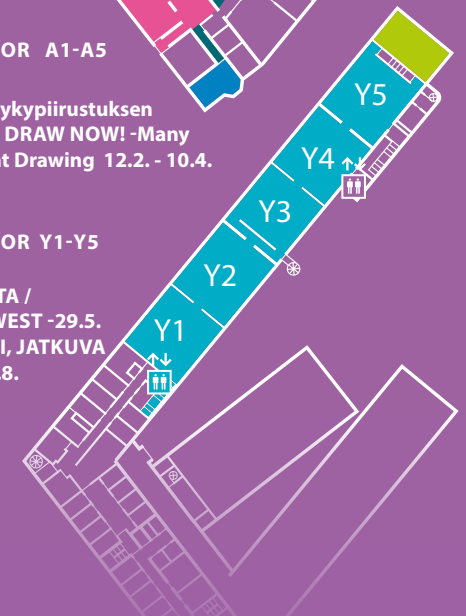 OR A1-A5
ykypiirustuksen
DRAW NOW! -Many
t Drawing 12.2. - 10.4.
OR Y1-Y5
TA /
WEST -29.5.
I, JATKUVA
.8.
Y5
Y4
Y3
Y2
Y1